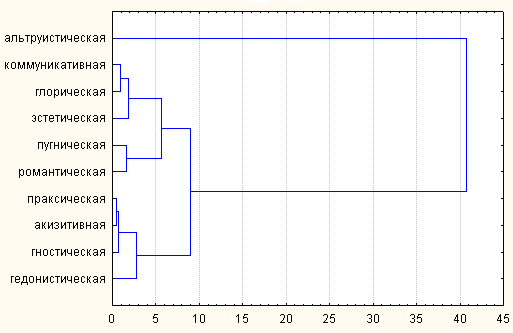 альтруистическая
коммуникативная
глорическая
эстетическая
пугническая
романтическая
праксическая
акизитивная
гностическая
гедонистическая
0 5 10 15 20 25 30 35 40 45